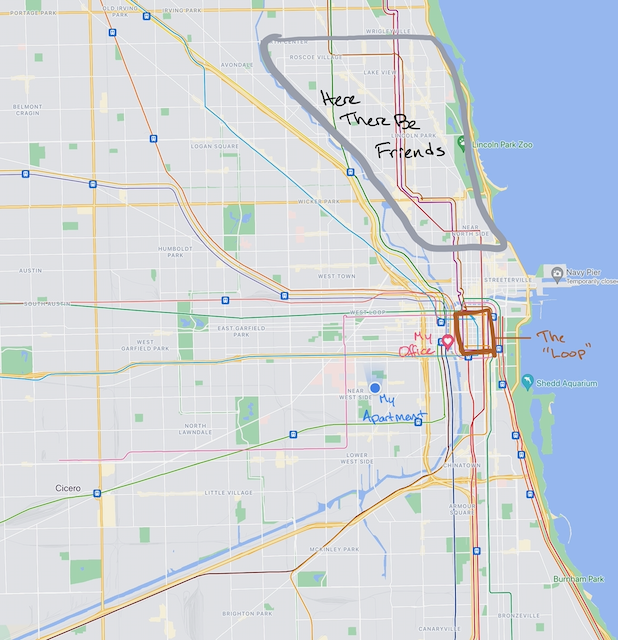 PORTAGE PARK
OLD IRVING
PARK
IRVING PARK
WRIGLEYVILLE
ROSCOE VILLAGE
AVONDALE
LAKE VIEW
BELMONT
CRAGIN
Here
There Be
Friends
LINCOLN PARK
Lincoln Park Zoo
LOGAN SQUARE
WICKER PARK
NEAR
NORTH SIDE
HUMBOLDT
PARK
AUSTIN
WEST TOWN
STREETERVILLE
Navy Pier
Temporarily close
SOUTH AUSTIN
WEST LOOP
EAST GARFIELD
PARK
WEST
GARFIELD PARK
My
Office
The
"Loop"
Shedd Aquarium
NEAR
WEST SIDE
My
Apartment
NORTH
LAWNDALE
LOWER
WEST SIDE
CHINATOWN
Cicero
LITTLE VILLAGE
ARMOUR
SQUARE
MCKINLEY PARK
Burnham Park
BRIGHTON PARK
BRONZEVILLE
CANARYVILLE